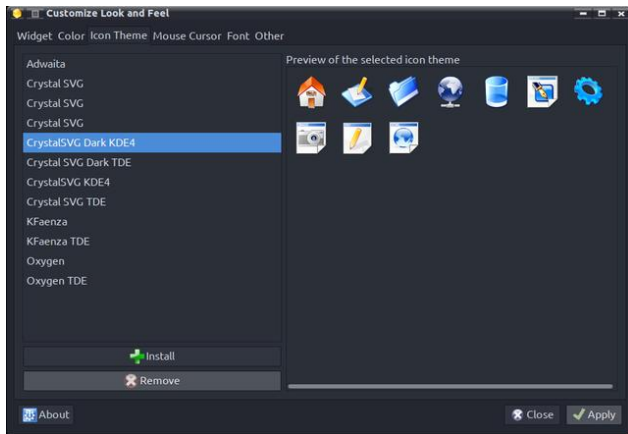 Customize Look and Feel
Widget Color Icon Theme Mouse Cursor Font Other
Adwaita
Crystal SVG
Crystal SVG
Crystal SVG
CrystalSVG Dark KDE4
Crystal SVG Dark TDE
CrystalSVG KDE4
Crystal SVG TDE
KFaenza
KFaenza TDE
Oxygen
Oxygen TDE
Install
Remove
Preview of the selected icon theme
About
Close
Apply